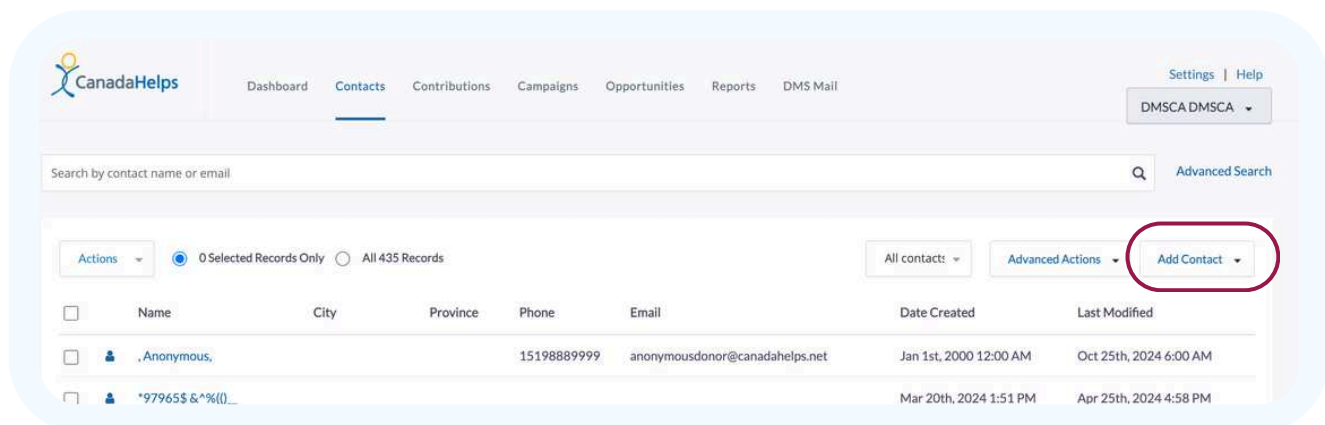 CanadaHelps
Dashboard Contacts Contributions Campaigns Opportunities Reports DMS Mail
Settings | Help
DMSCA DMSCA
Search by contact name or email
Advanced Search
Actions 0 Selected Records Only All 435 Records All contacts Advanced Actions Add Contact
Name City Province Phone Email Date Created Last Modified
, Anonymous, 15198889999 anonymousdonor@canadahelps.net Jan 1st, 2000 12:00 AM Oct 25th, 2024 6:00 AM
*97965$ &^%(()__ Mar 20th, 2024 1:51 PM Apr 25th, 2024 4:58 PM